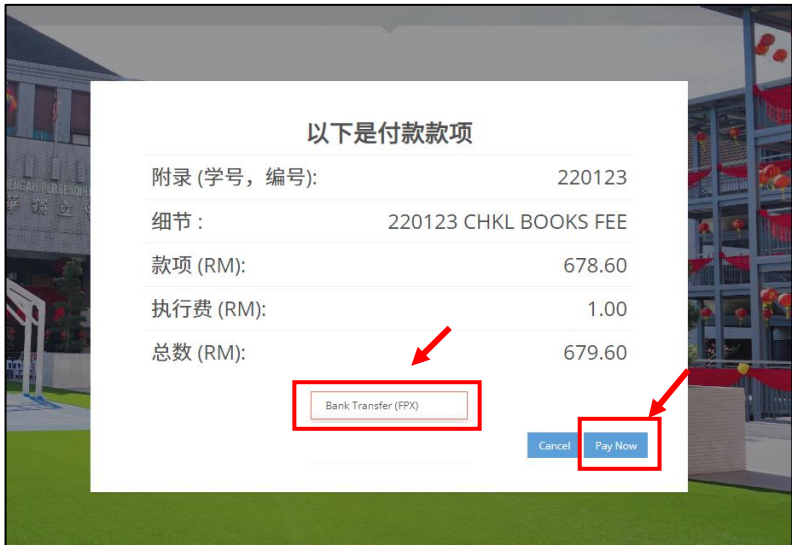 以下是付款款项
附录 (学号，编号): 220123
细节 : 220123 CHKL BOOKS FEE
款项 (RM): 678.60
执行费 (RM): 1.00
总数 (RM): 679.60
Bank Transfer (FPX)
Cancel Pay Now